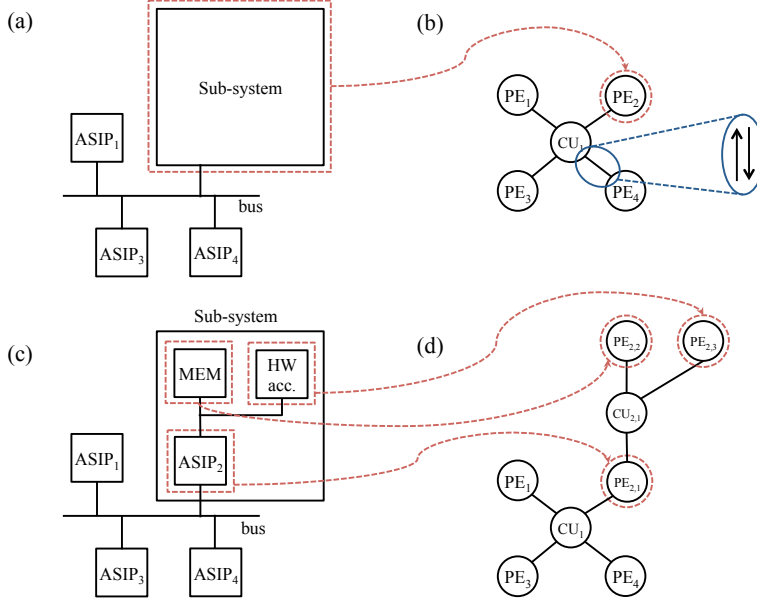 (a)
Sub-system
ASIP₁
bus
ASIP₃
ASIP₄
(b)
PE₁
PE₂
CU₁
PE₃
PE₄
(c)
Sub-system
MEM
HW
acc.
ASIP₂
ASIP₁
bus
ASIP₃
ASIP₄
(d)
PE₂,₂
PE₂,₃
CU₂,₁
PE₂,₁
PE₁
CU₁
PE₃
PE₄